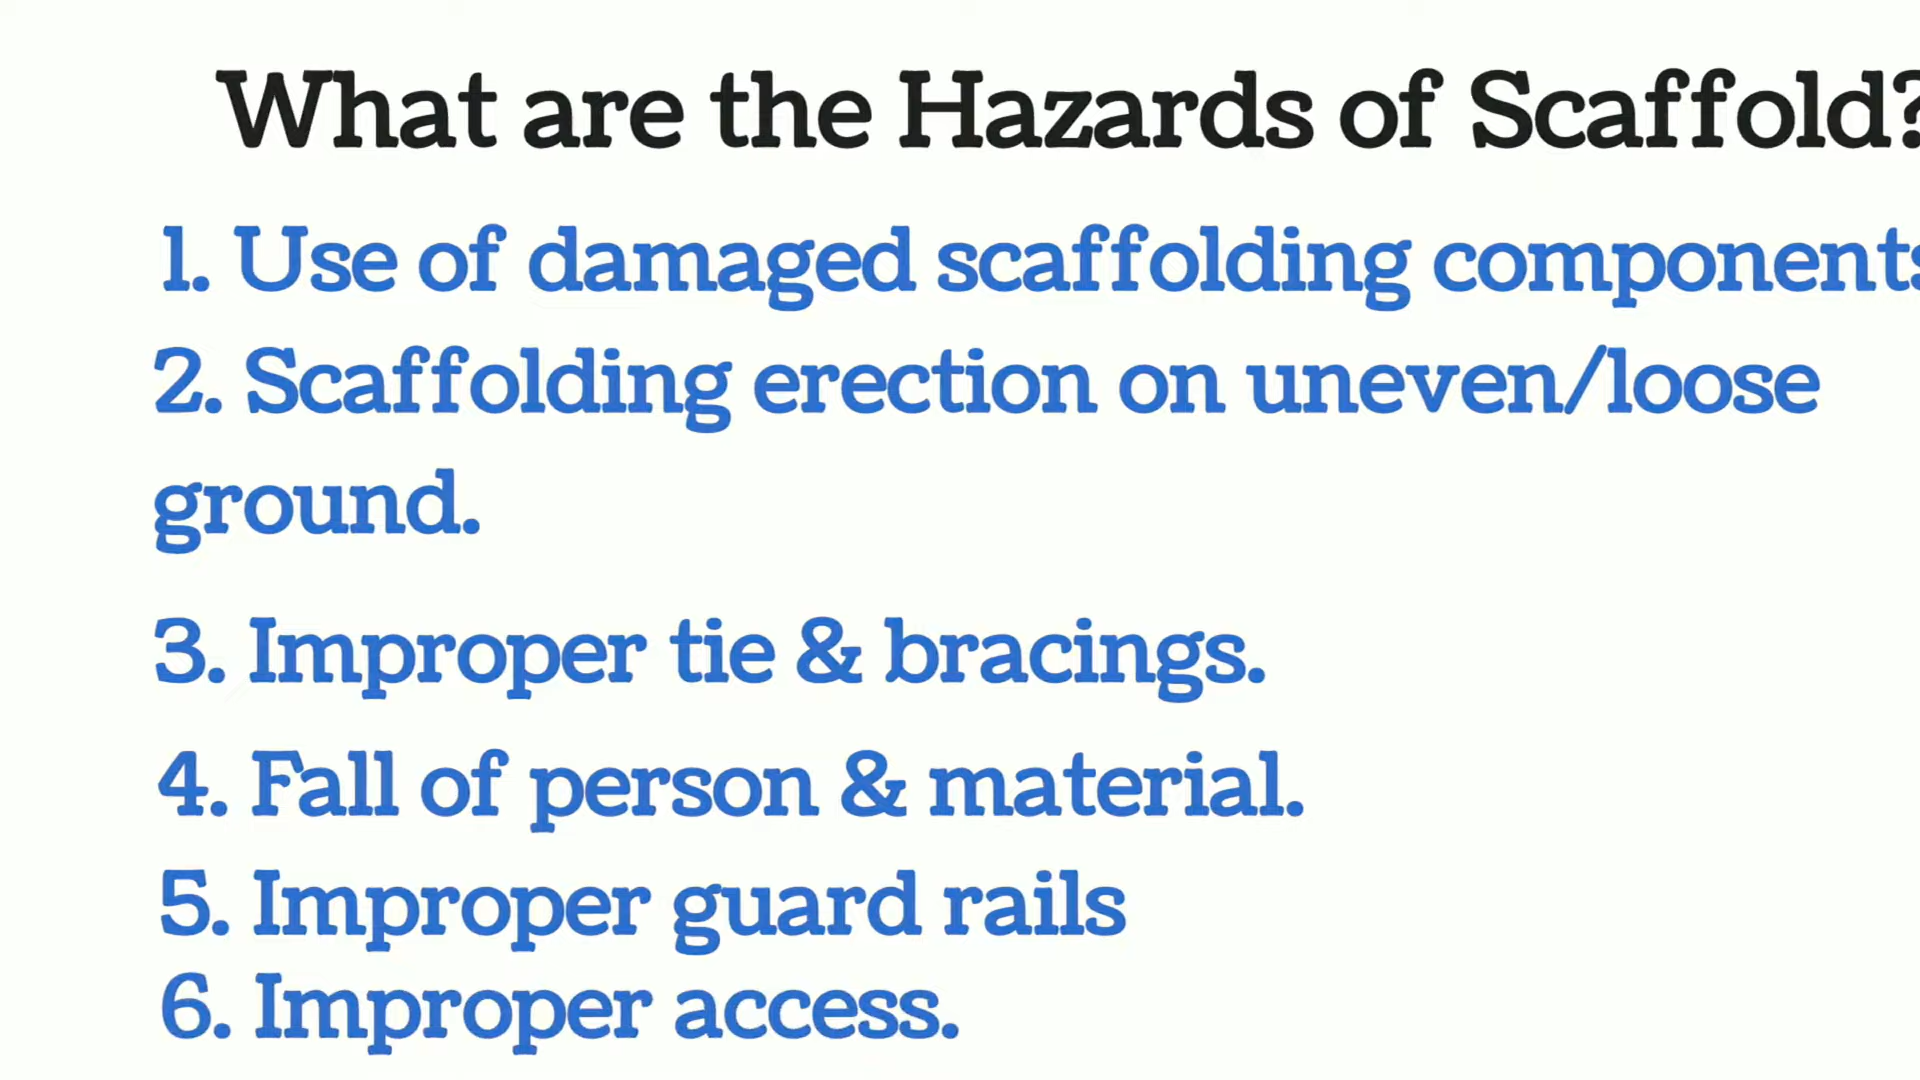 What are the Hazards of Scaffold?
1. Use of damaged scaffolding components
2. Scaffolding erection on uneven/loose
ground.
3. Improper tie & bracings.
4. Fall of person & material.
5. Improper guard rails
6. Improper access.